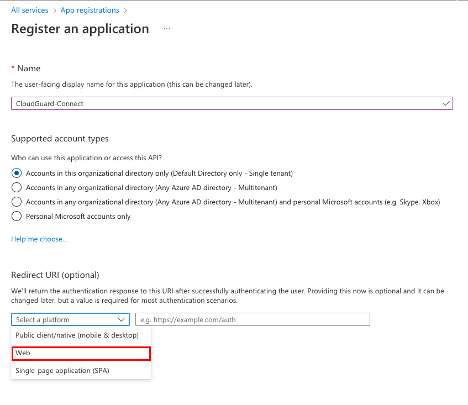 All services > App registrations >
Register an application ...
* Name
The user-facing display name for this application (this can be changed later).
CloudGuard-Connect
Supported account types
Who can use this application or access this API?
Accounts in this organizational directory only (Default Directory only - Single tenant)
Accounts in any organizational directory (Any Azure AD directory - Multitenant)
Accounts in any organizational directory (Any Azure AD directory - Multitenant) and personal Microsoft accounts (e.g. Skype, Xbox)
Personal Microsoft accounts only
Help me choose...
Redirect URI (optional)
We'll return the authentication response to this URI after successfully authenticating the user. Providing this now is optional and it can be
changed later, but a value is required for most authentication scenarios.
Select a platform e.g. https://example.com/auth
Public client/native (mobile & desktop)
Web
Single-page application (SPA)